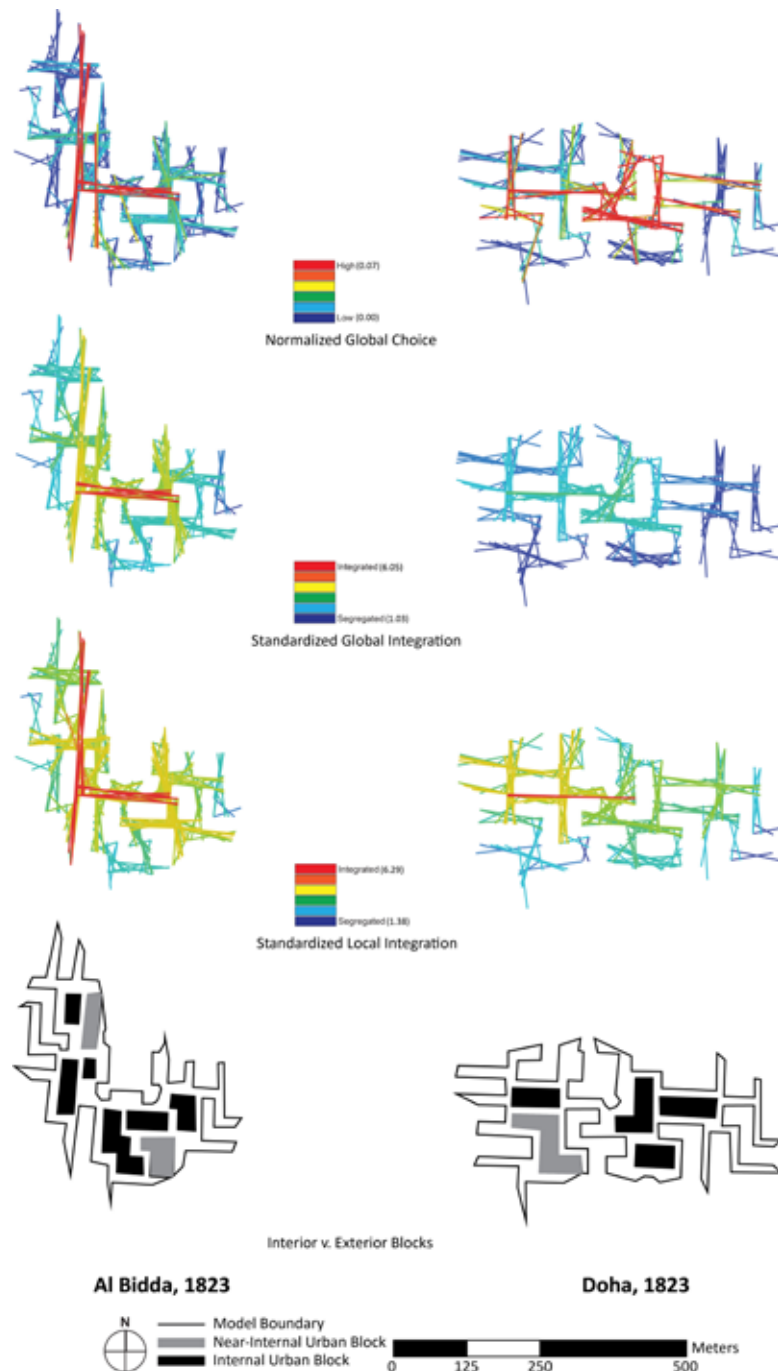 High (0.07)
Low (0.00)
Normalized Global Choice
Integrated (6.05)
Segregated (1.03)
Standardized Global Integration
Integrated (6.29)
Segregated (1.38)
Standardized Local Integration
Interior v. Exterior Blocks
Al Bidda, 1823
Doha, 1823
N
Model Boundary
Near-Internal Urban Block
Internal Urban Block
Meters
0 125 250 500